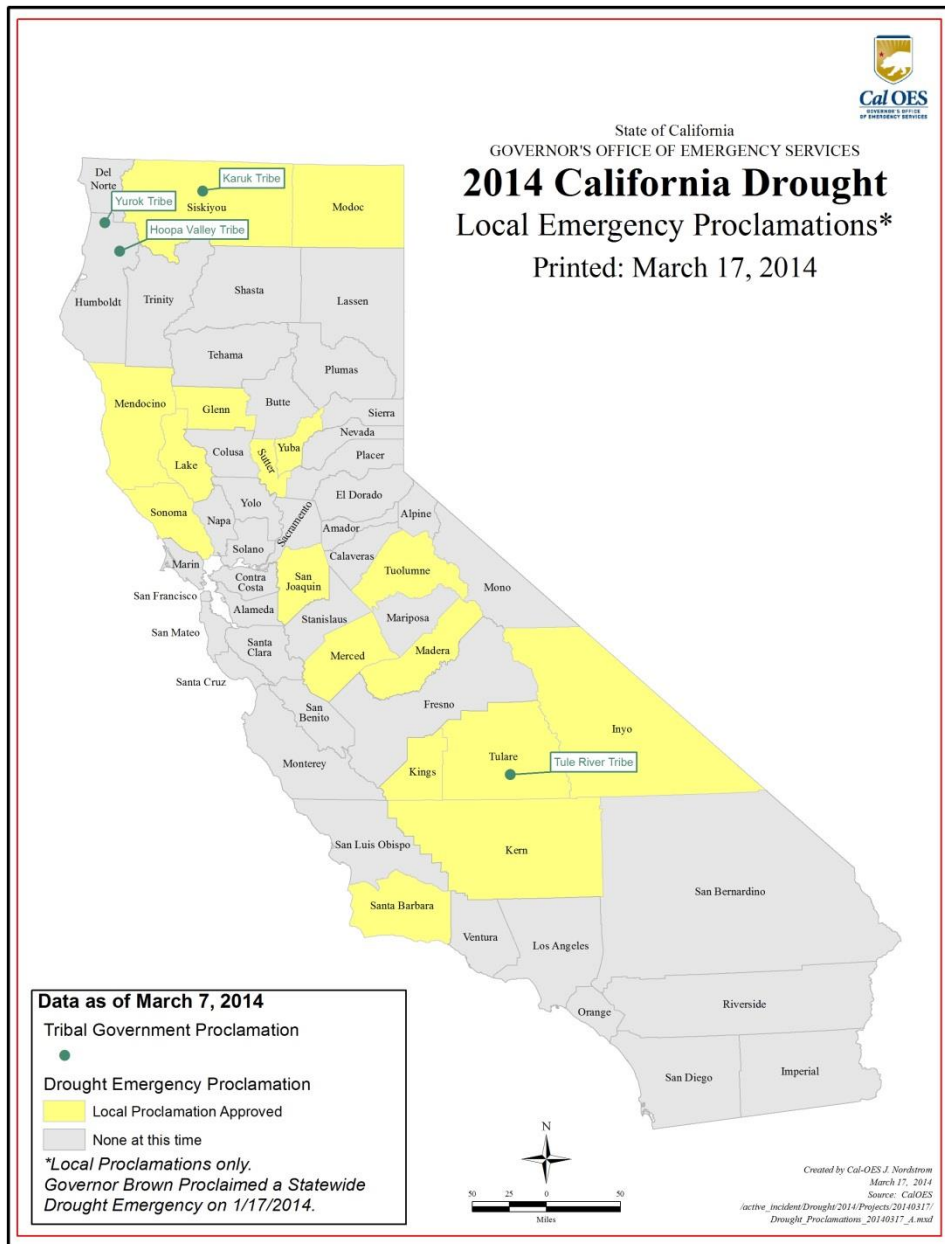 Cal OES
GOVERNOR'S OFFICE
OF EMERGENCY SERVICES
State of California
GOVERNOR'S OFFICE OF EMERGENCY SERVICES
2014 California Drought
Local Emergency Proclamations*
Printed: March 17, 2014
Del
Norte
Karuk Tribe
Yurok Tribe
Siskiyou
Modoc
Hoopa Valley Tribe
Humboldt
Trinity
Shasta
Lassen
Tehama
Plumas
Mendocino
Glenn
Butte
Sierra
Nevada
Colusa
Sutter
Yuba
Placer
Lake
Yolo
El Dorado
Sonoma
Napa
Sacramento
Alpine
Amador
Solano
Calaveras
Marin
Contra
Costa
San
Joaquin
Tuolumne
Mono
San Francisco
Alameda
Stanislaus
Mariposa
San Mateo
Santa
Clara
Merced
Madera
Santa Cruz
San
Benito
Fresno
Inyo
Monterey
Kings
Tulare
Tule River Tribe
San Luis Obispo
Kern
San Bernardino
Santa Barbara
Ventura
Los Angeles
Orange
Riverside
San Diego
Imperial
Data as of March 7, 2014
Tribal Government Proclamation
Drought Emergency Proclamation
Local Proclamation Approved
None at this time
*Local Proclamations only.
Governor Brown Proclaimed a Statewide
Drought Emergency on 1/17/2014.
N
50 25 0 50
Miles
Created by Cal-OES J. Nordstrom
March 17, 2014
Source: CalOES
/active_incident/Drought/2014/Projects/20140317/
Drought_Proclamations_20140317_A.mxd